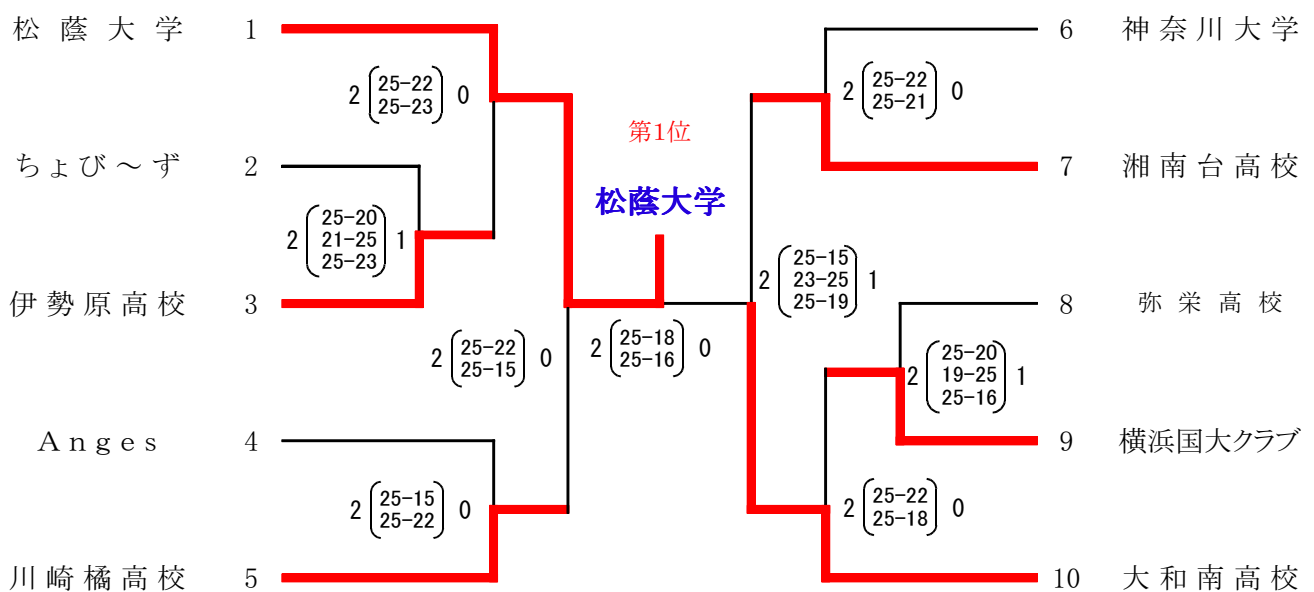 松蔭大学 1
2 25-22 0
25-23
ちょび～ず 2
25-20
2 21-25 1
25-23
伊勢原高校 3
2 25-22 0
25-15
Anges 4
2 25-15 0
25-22
川崎橘高校 5
第1位
松蔭大学
2 25-18 0
25-16
6 神奈川大学
2 25-22 0
25-21
7 湘南台高校
25-15
2 23-25 1
25-19
8 弥栄高校
25-20
2 19-25 1
25-16
9 横浜国大クラブ
2 25-22 0
25-18
10 大和南高校